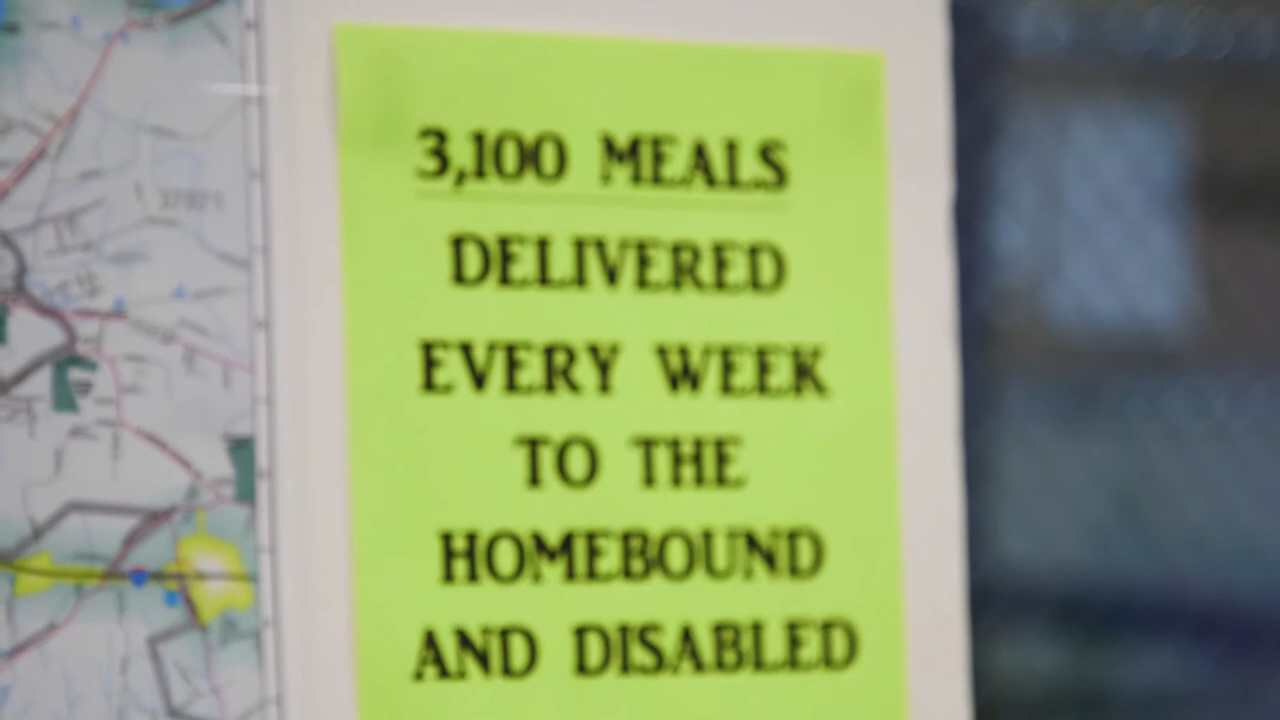 3,100 MEALS
DELIVERED
EVERY WEEK
TO THE
HOMEBOUND
AND DISABLED